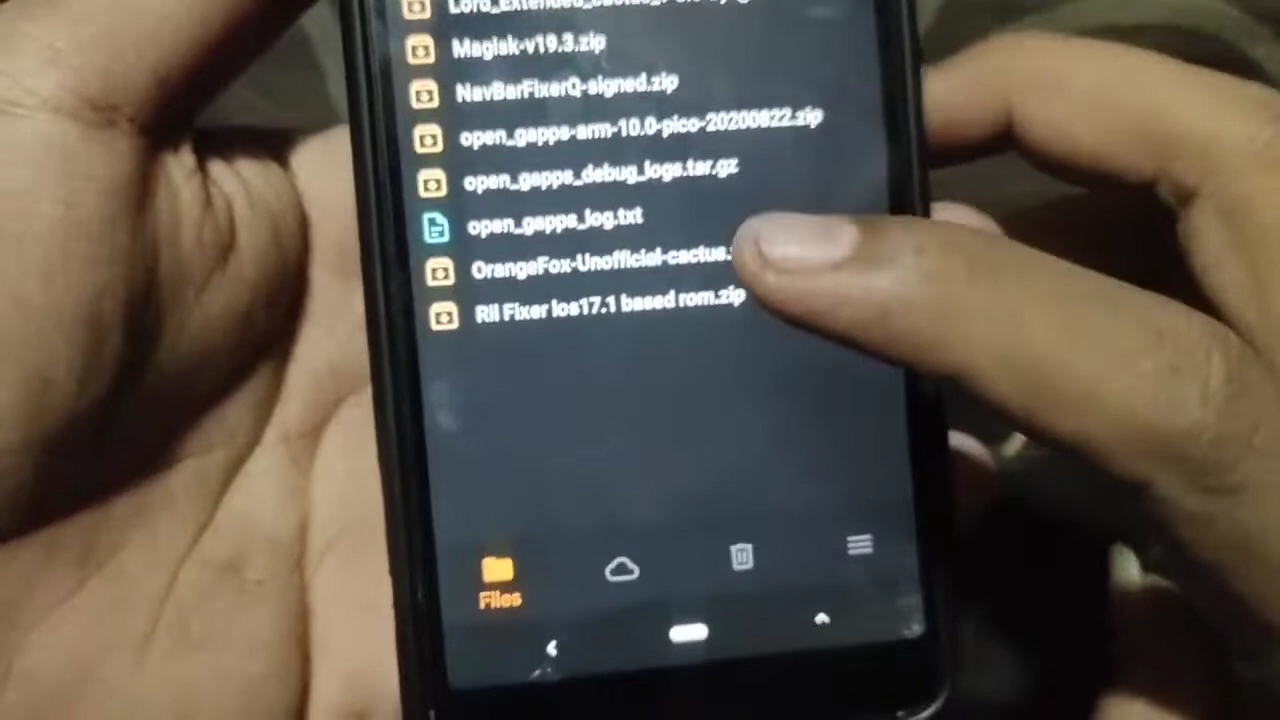 Magisk-v19.3.zip
NavBarFixerQ-signed.zip
open_gapps-arm-10.0-pico-20200822.zip
open_gapps_debug_logs.tar.gz
open_gapps_log.txt
OrangeFox-Unofficial-cactus.
Ril Fixer los17.1 based rom.zip
Files